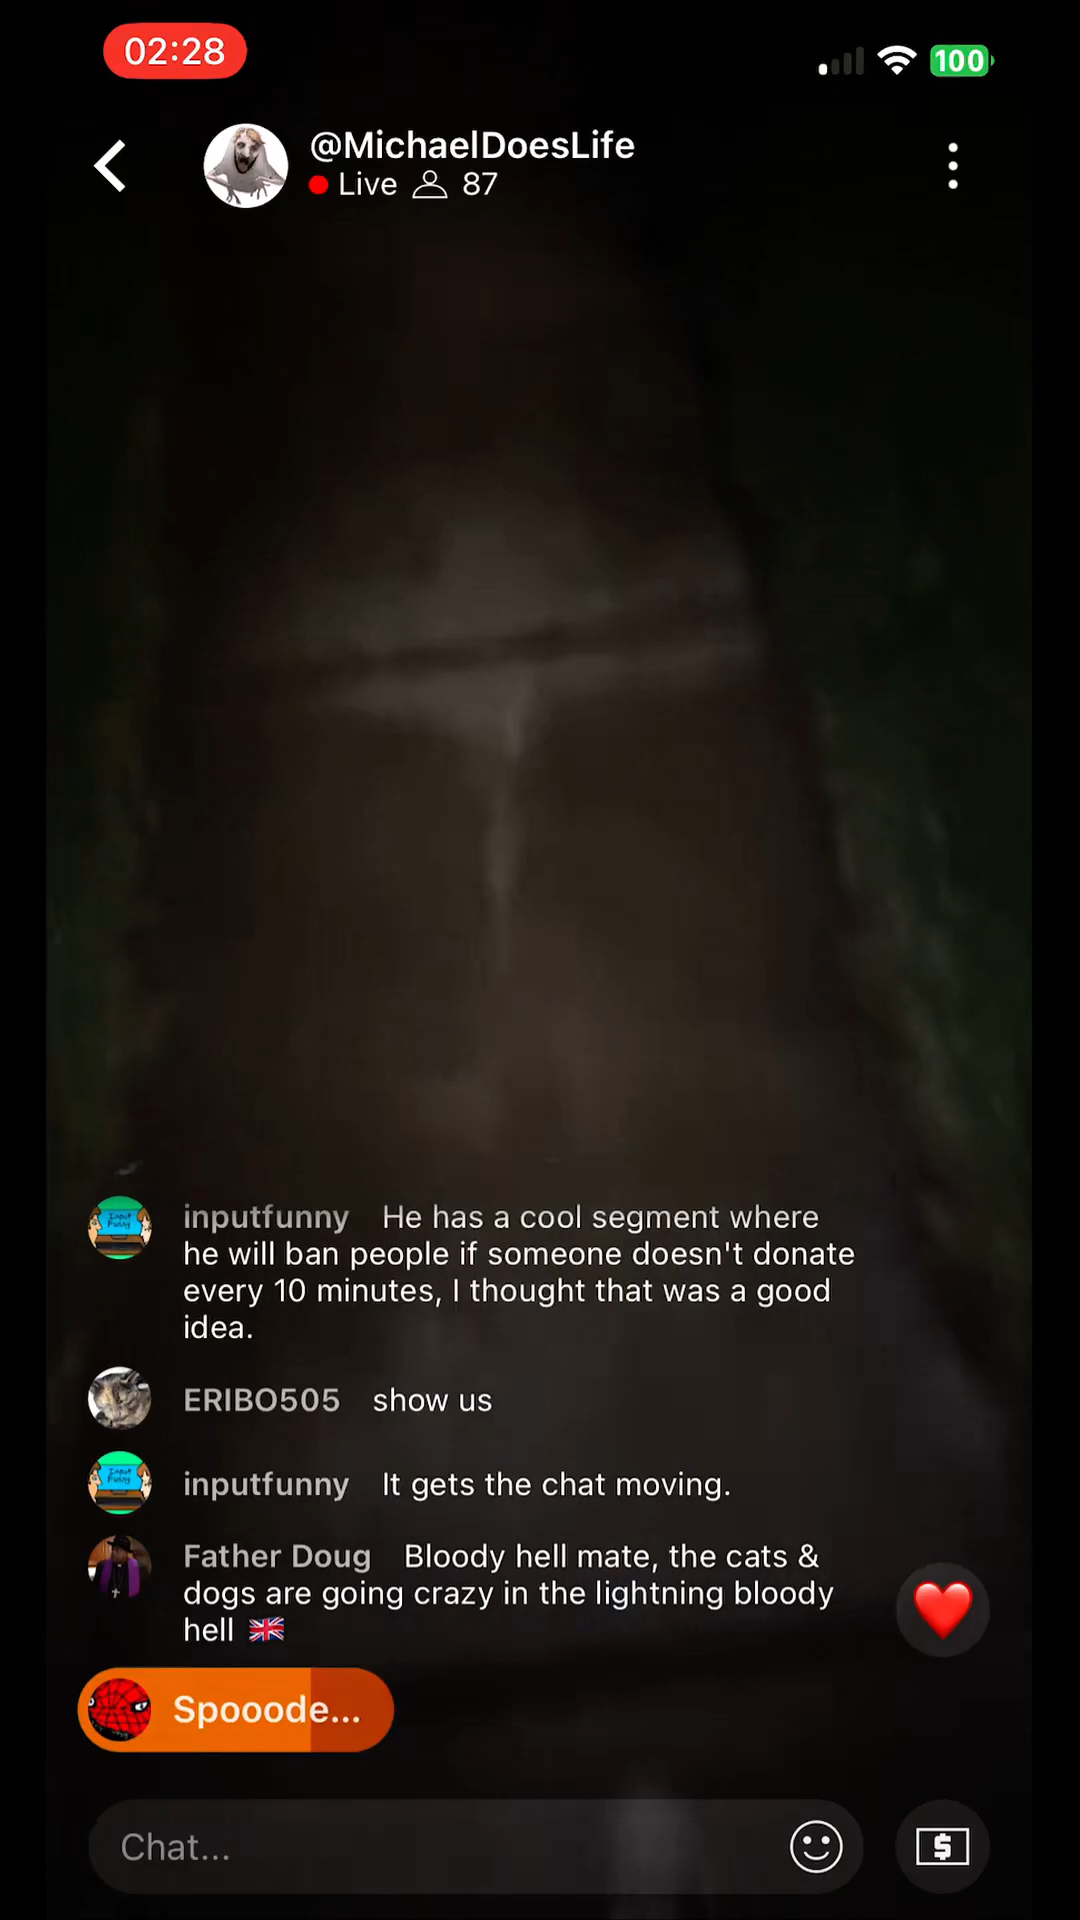 02:28
100
@MichaelDoesLife
Live 87
inputfunny He has a cool segment where
he will ban people if someone doesn't donate
every 10 minutes, I thought that was a good
idea.
ERIBO505 show us
inputfunny It gets the chat moving.
Father Doug Bloody hell mate, the cats &
dogs are going crazy in the lightning bloody
hell 🇬🇧
Spooode...
Chat...
$